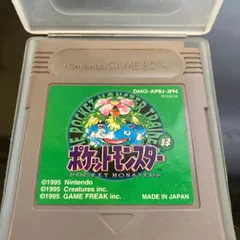 Nintendo GAME BOY
DMG-APBJ-JPN
ポケットモンスター
緑
POCKET MONSTERS
©1995 Nintendo
©1995 Creatures inc.
©1995 GAME FREAK inc.
MADE IN JAPAN